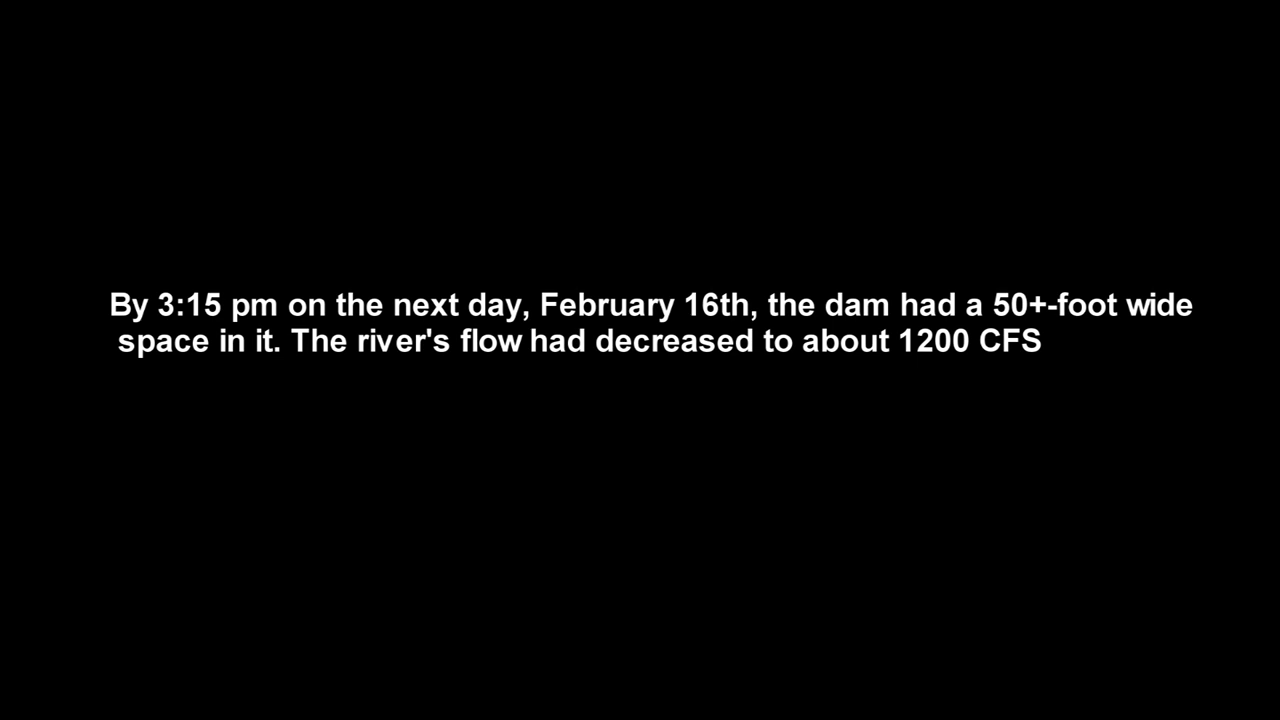 By 3:15 pm on the next day, February 16th, the dam had a 50+-foot wide
space in it. The river's flow had decreased to about 1200 CFS